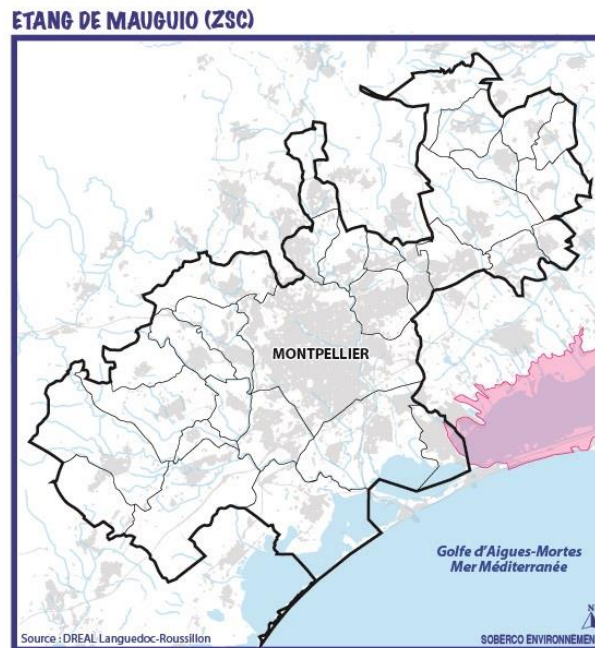 ETANG DE MAUGUIO (ZSC)
MONTPELLIER
Golfe d'Aigues-Mortes
Mer Méditerranée
N
Source : DREAL Languedoc-Roussillon
SOBERCO ENVIRONNEMENT